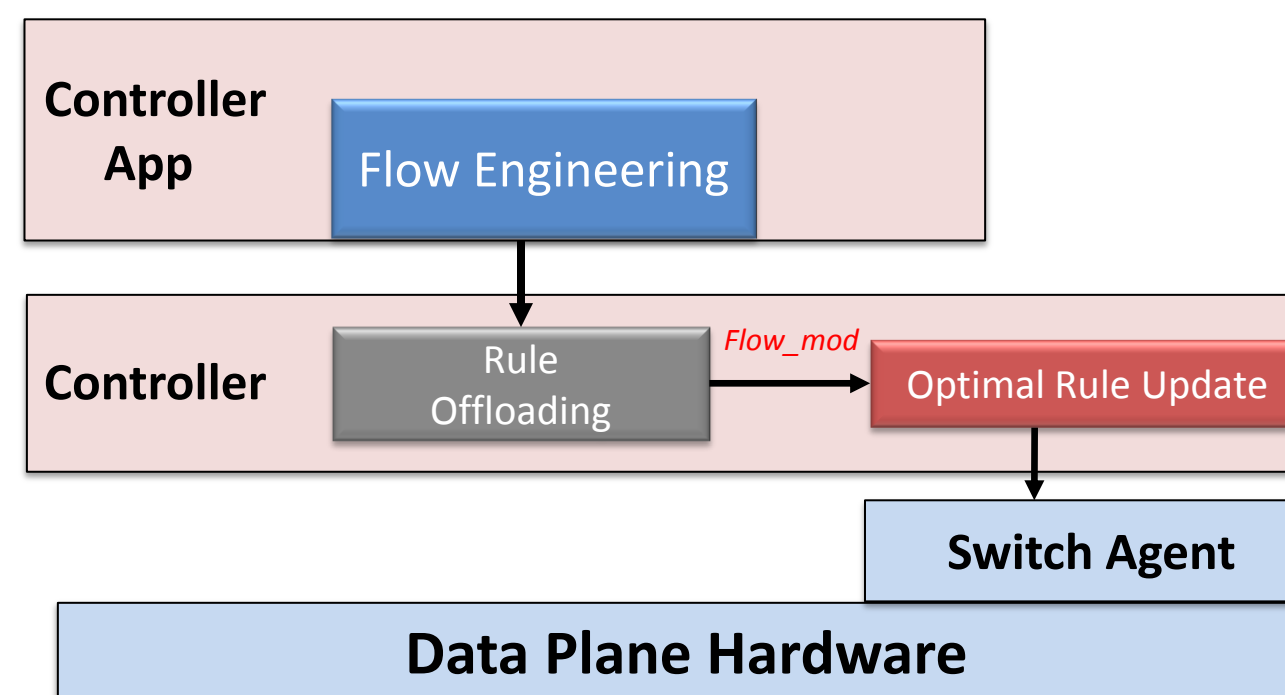 Controller
App
Flow Engineering
Controller
Rule
Offloading
Flow_mod
Optimal Rule Update
Switch Agent
Data Plane Hardware